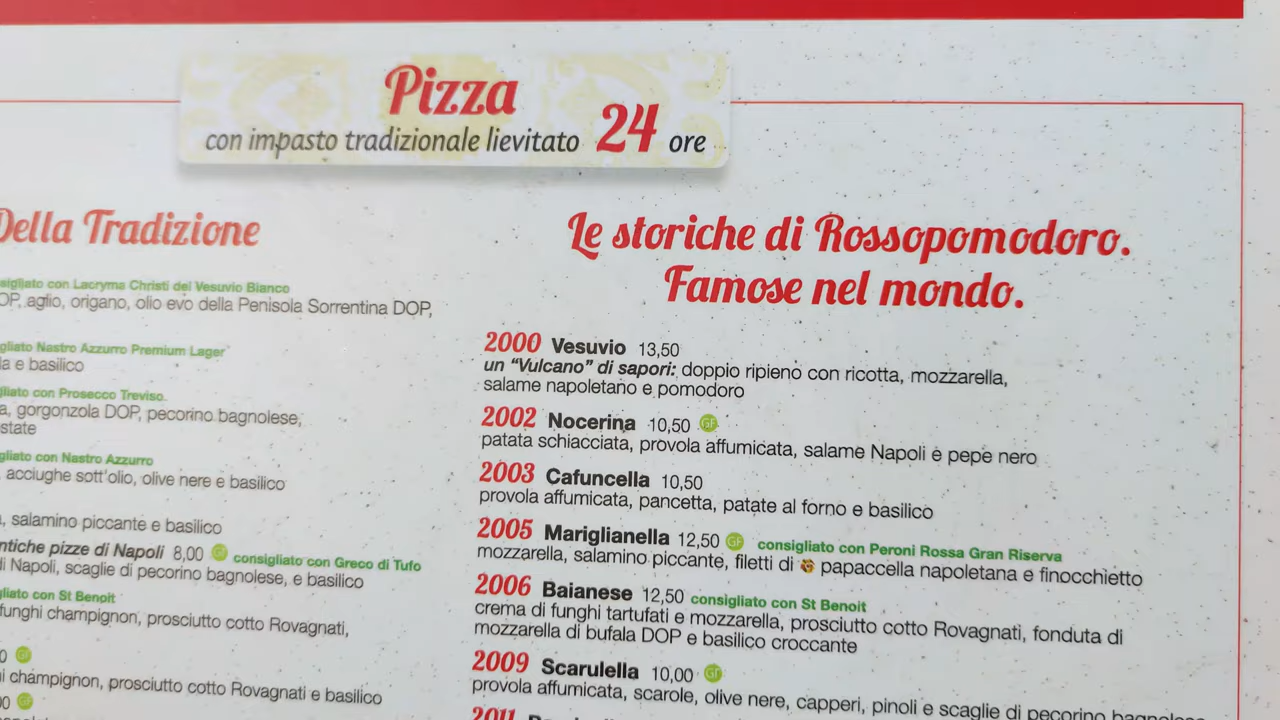 Pizza
con impasto tradizionale lievitato 24 ore
Della Tradizione
consigliato con Lacryma Christi del Vesuvio Bianco
DOP, aglio, origano, olio evo della Penisola Sorrentina DOP,
Nastro Azzurro Premium Lager
e basilico
con Prosecco Treviso.
gorgonzola DOP, pecorino bagnolese,
con Nastro Azzurro
acciughe sott'olio, olive nere e basilico
salamino piccante e basilico
antiche pizze di Napoli 8,00 GF consigliato con Greco di Tufo
di Napoli, scaglie di pecorino bagnolese, e basilico
con St Benoit
funghi champignon, prosciutto cotto Rovagnati,
GF
champignon, prosciutto cotto Rovagnati e basilico
GF
Le storiche di Rossopomodoro.
Famose nel mondo.
2000 Vesuvio 13,50
un “Vulcano” di sapori: doppio ripieno con ricotta, mozzarella,
salame napoletano e pomodoro
2002 Nocerina 10,50 GF
patata schiacciata, provola affumicata, salame Napoli e pepe nero
2003 Cafuncella 10,50
provola affumicata, pancetta, patate al forno e basilico
2005 Mariglianella 12,50 GF consigliato con Peroni Rossa Gran Riserva
mozzarella, salamino piccante, filetti di papaccella napoletana e finocchietto
2006 Baianese 12,50 consigliato con St Benoit
crema di funghi tartufati e mozzarella, prosciutto cotto Rovagnati, fonduta di
mozzarella di bufala DOP e basilico croccante
2009 Scarulella 10,00 GF
provola affumicata, scarole, olive nere, capperi, pinoli e scaglie di pecorino bagnolese
2011